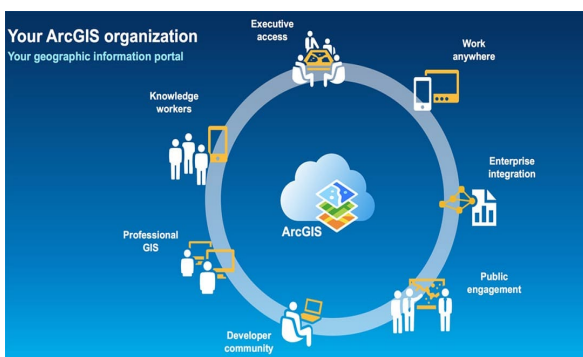 Your ArcGIS organization
Your geographic information portal
Executive
access
Work
anywhere
Knowledge
workers
Enterprise
integration
ArcGIS
Professional
GIS
Public
engagement
Developer
community